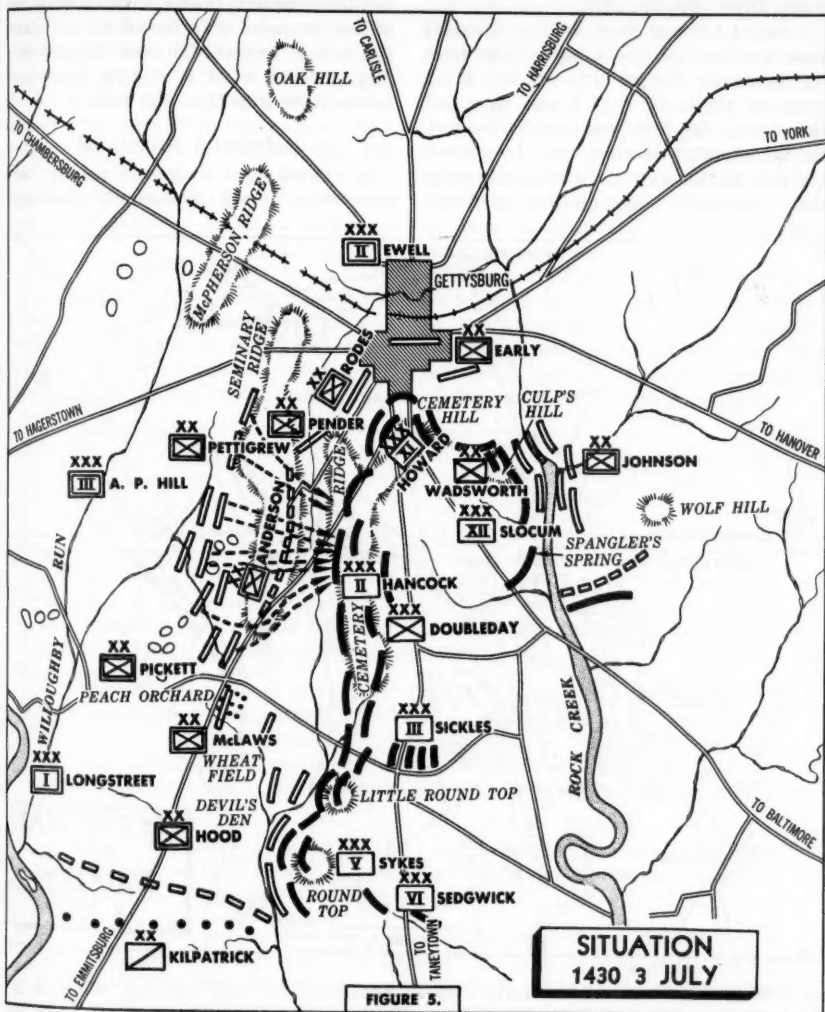 TO CARLISLE
TO HARRISBURG
OAK HILL
TO CHAMBERSBURG
TO YORK
McPHERSON RIDGE
XXX
II EWELL
GETTYSBURG
SEMINARY
RIDGE
XX
RODES
XX
EARLY
XX
PENDER
CEMETERY
HILL
CULP'S
HILL
TO HAGERSTOWN
XX
PETTIGREW
XX
XI
HOWARD
XX
WADSWORTH
XX
JOHNSON
TO HANOVER
XXX
III A. P. HILL
RIDGE
XXX
XII SLOCUM
WOLF HILL
XX
ANDERSON
SPANGLER'S
SPRING
WILLOUGHBY RUN
XXX
II HANCOCK
XX
DOUBLEDAY
CEMETERY
XX
PICKETT
PEACH ORCHARD
ROCK CREEK
XX
McLAWS
XXX
III SICKLES
WHEAT
FIELD
XXX
I LONGSTREET
LITTLE ROUND TOP
DEVIL'S
DEN
TO BALTIMORE
XX
HOOD
XXX
V SYKES
ROUND
TOP
XXX
VI SEDGWICK
XX
KILPATRICK
TO EMMITSBURG
TO
TANEYTOWN
SITUATION
1430 3 JULY
FIGURE 5.